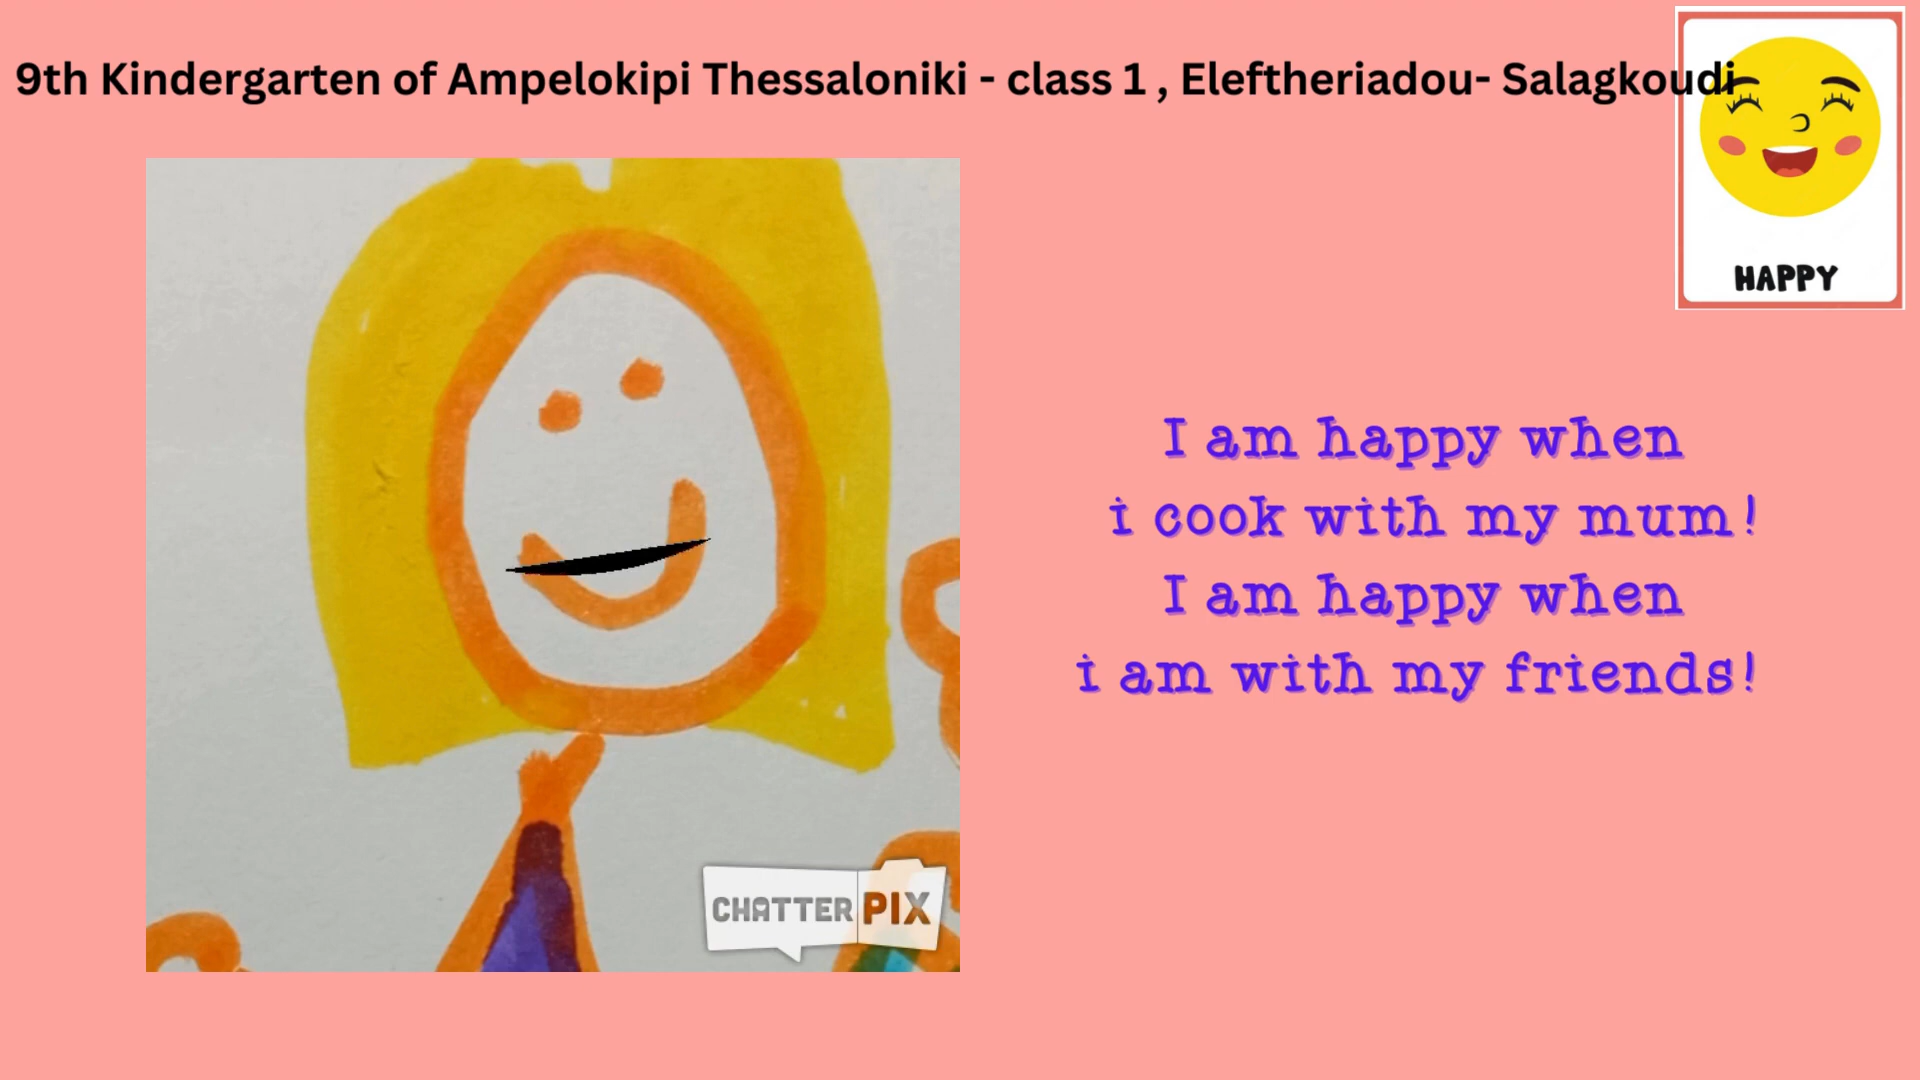 9th Kindergarten of Ampelokipi Thessaloniki - class 1 , Eleftheriadou- Salagkoudi
HAPPY
I am happy when
i cook with my mum!
I am happy when
i am with my friends!
CHATTER PIX